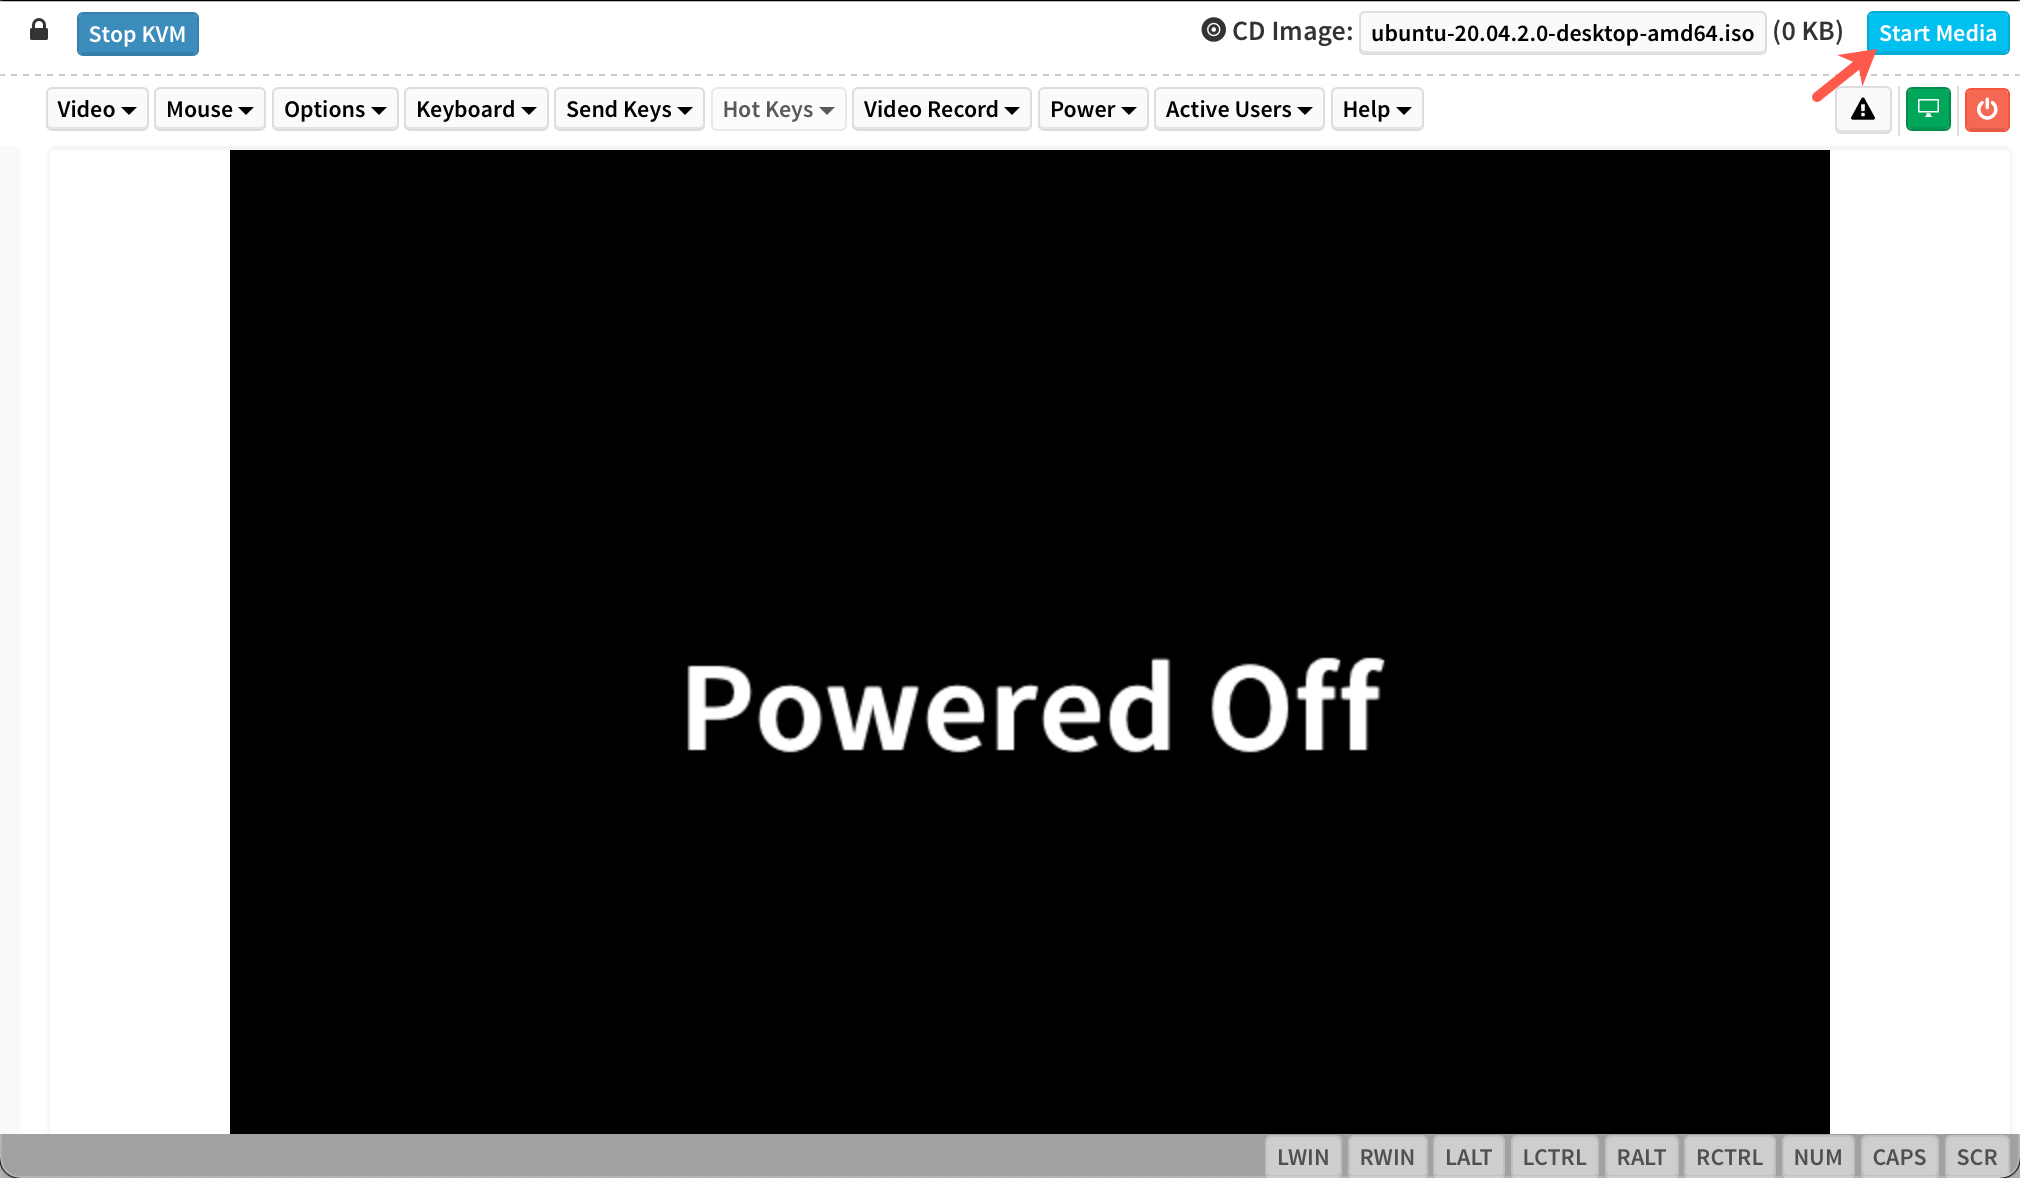 Stop KVM CD Image: ubuntu-20.04.2.0-desktop-amd64.iso (0 KB) Start Media
Video Mouse Options Keyboard Send Keys Hot Keys Video Record Power Active Users Help
Powered Off
LWIN RWIN LALT LCTRL RALT RCTRL NUM CAPS SCR